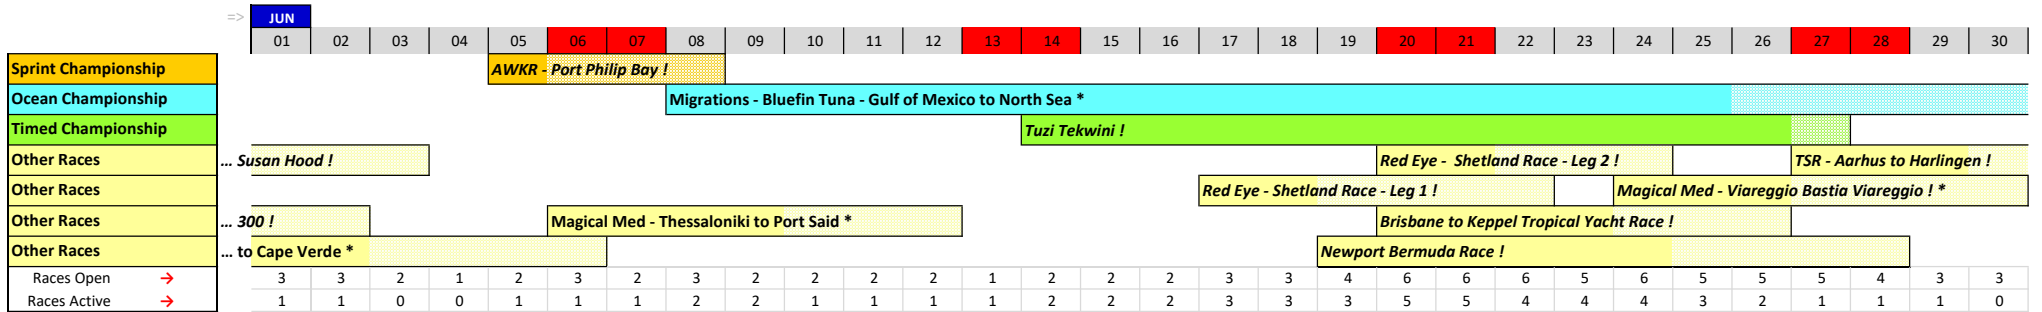 => JUN
01 02 03 04 05 06 07 08 09 10 11 12 13 14 15 16 17 18 19 20 21 22 23 24 25 26 27 28 29 30
Sprint Championship AWKR - Port Philip Bay !
Ocean Championship Migrations - Bluefin Tuna - Gulf of Mexico to North Sea *
Timed Championship Tuzi Tekwini !
Other Races ... Susan Hood ! Red Eye - Shetland Race - Leg 2 ! TSR - Aarhus to Harlingen !
Other Races Red Eye - Shetland Race - Leg 1 ! Magical Med - Viareggio Bastia Viareggio ! *
Other Races ... 300 ! Magical Med - Thessaloniki to Port Said * Brisbane to Keppel Tropical Yacht Race !
Other Races ... to Cape Verde * Newport Bermuda Race !
Races Open → 3 3 2 1 2 3 2 3 2 2 2 2 1 2 2 2 3 3 4 6 6 6 5 6 5 5 5 4 3 3
Races Active → 1 1 0 0 1 1 1 2 2 1 1 1 1 2 2 2 3 3 3 5 5 4 4 4 3 2 1 1 1 0